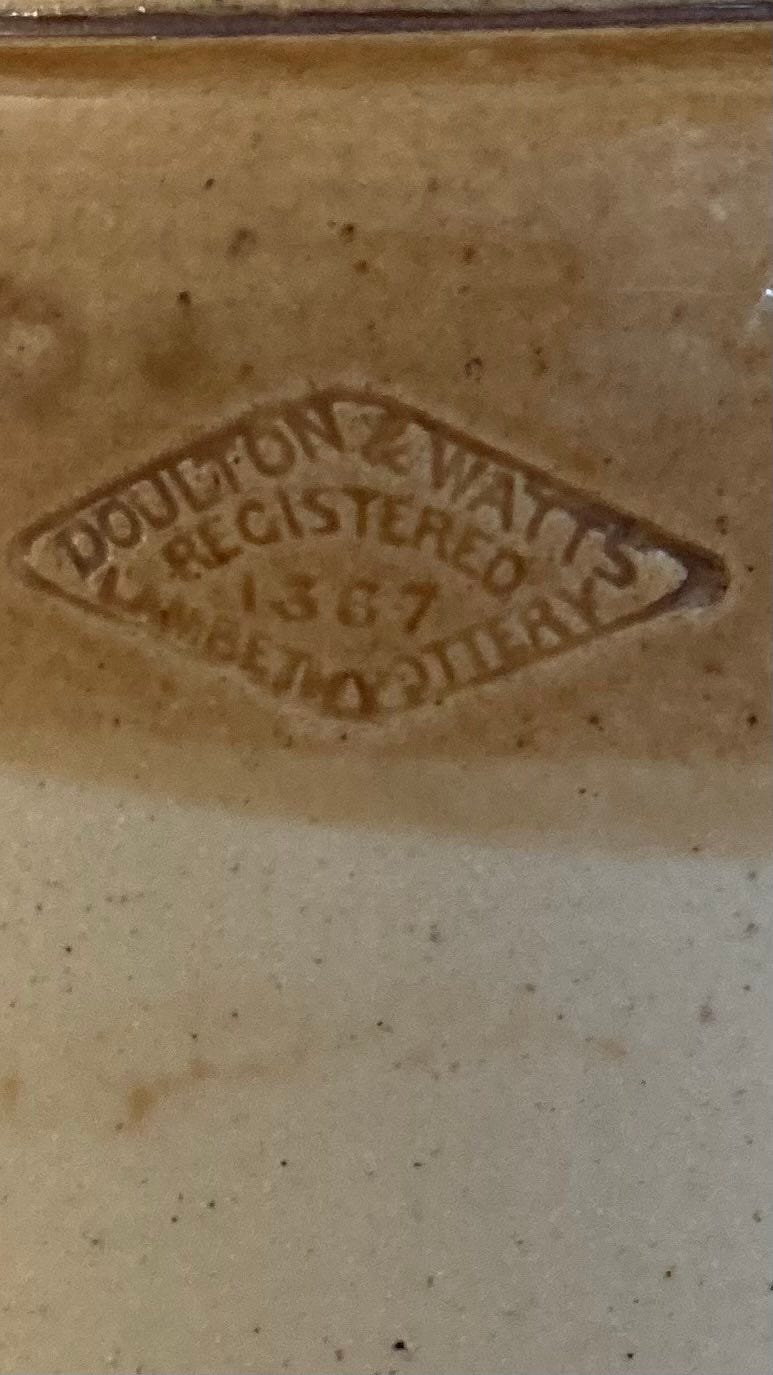 DOULTON & WATTS
REGISTERED
1367
LAMBETH POTTERY